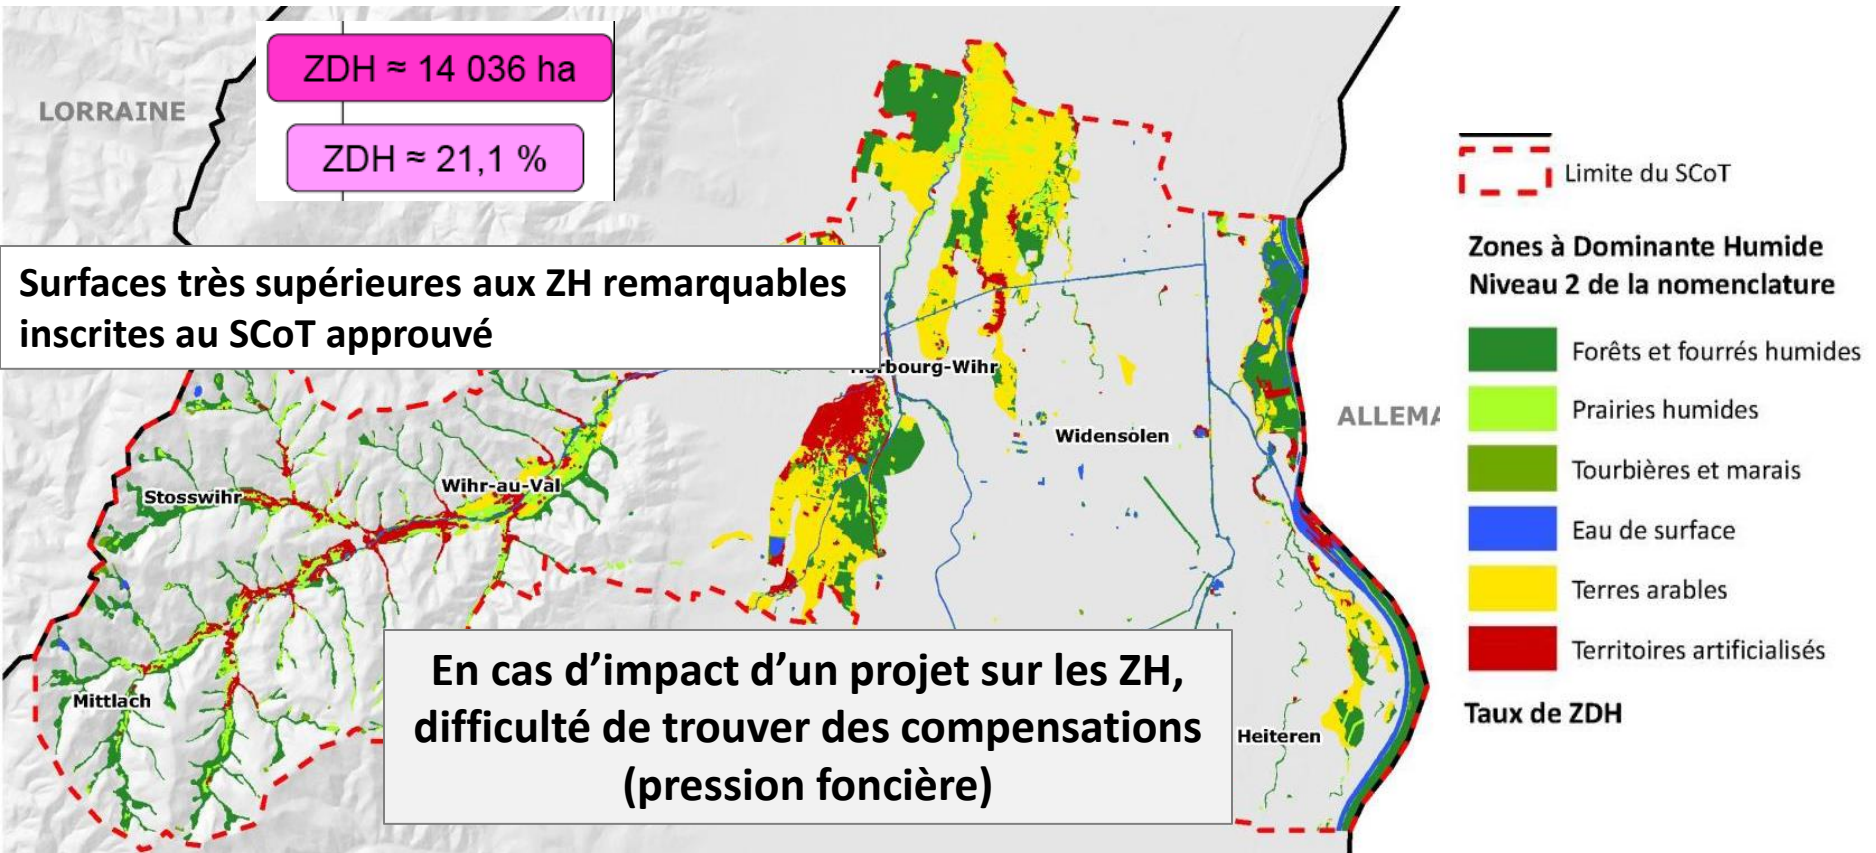 LORRAINE
ZDH ≈ 14 036 ha
ZDH ≈ 21,1 %
Surfaces très supérieures aux ZH remarquables
inscrites au SCoT approuvé
Widensolen
Stosswihr
Wihr-au-Val
Mittlach
Heiteren
En cas d’impact d’un projet sur les ZH,
difficulté de trouver des compensations
(pression foncière)
Limite du SCoT
Zones à Dominante Humide
Niveau 2 de la nomenclature
Forêts et fourrés humides
Prairies humides
Tourbières et marais
Eau de surface
Terres arables
Territoires artificialisés
Taux de ZDH